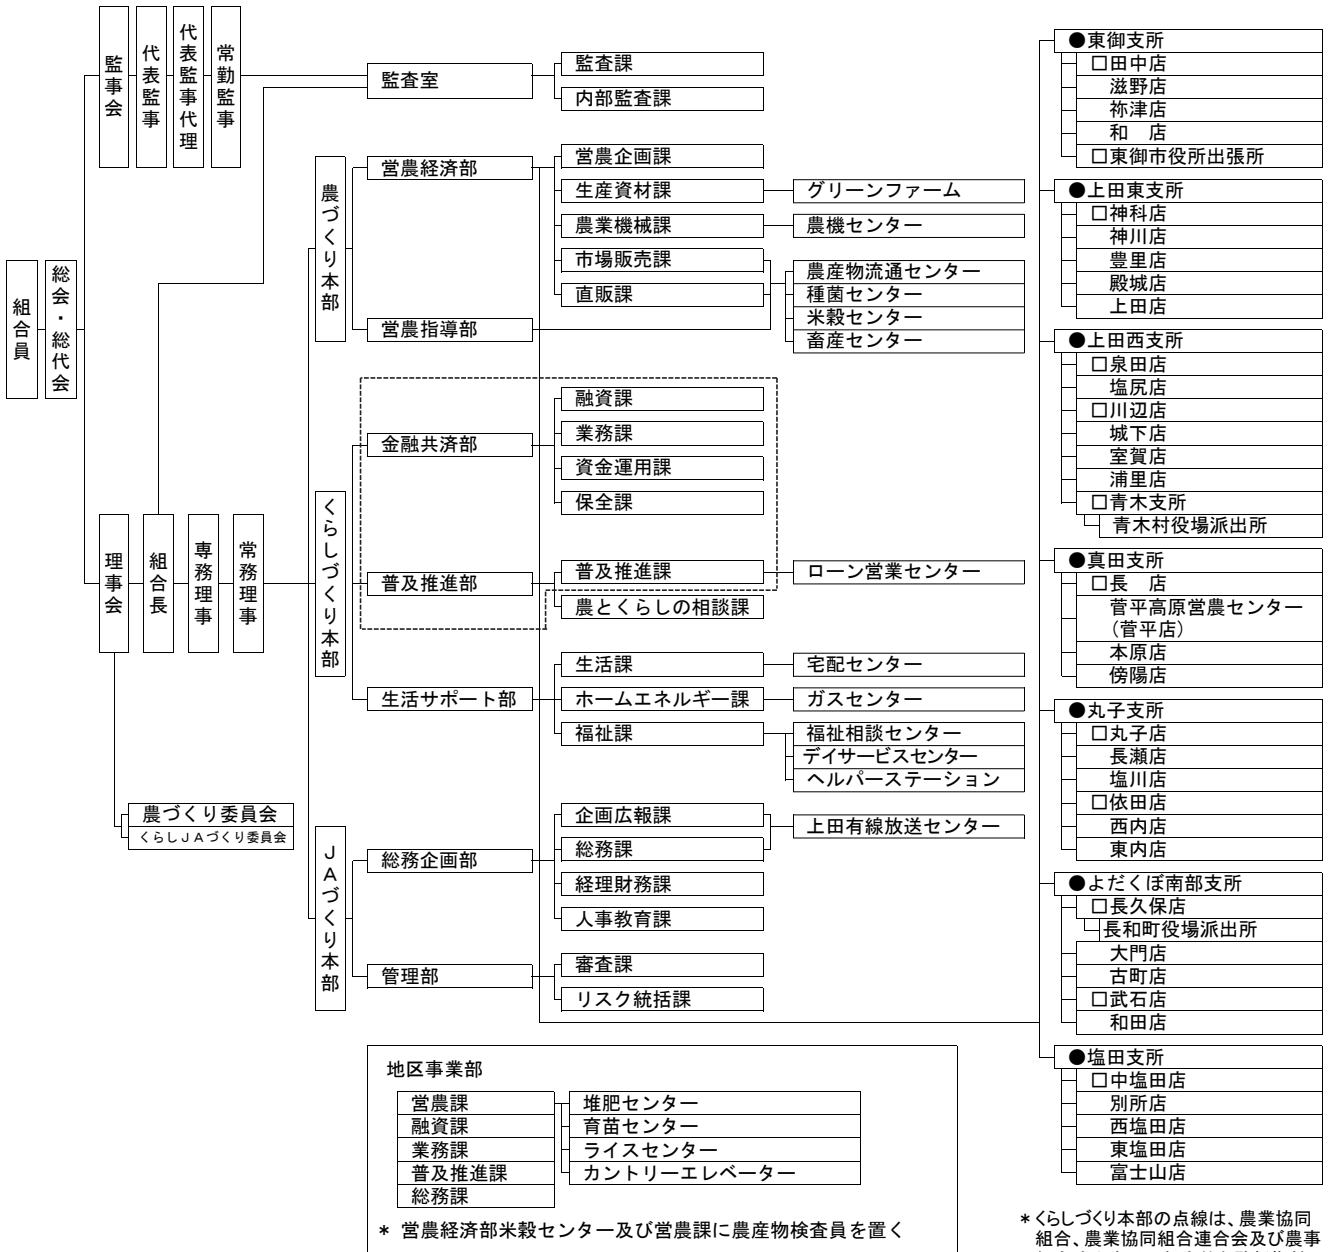 組合員
総会・総代会
監事会
代表監事
代表監事代理
常勤監事
監査室
監査課
内部監査課
理事会
組合長
専務理事
常務理事
農づくり委員会
くらしJAづくり委員会
農づくり本部
営農経済部
営農企画課
生産資材課
グリーンファーム
農業機械課
農機センター
市場販売課
直販課
農産物流通センター
種菌センター
米穀センター
畜産センター
営農指導部
くらしづくり本部
金融共済部
融資課
業務課
資金運用課
保全課
普及推進部
普及推進課
ローン営業センター
農とくらしの相談課
生活サポート部
生活課
宅配センター
ホームエネルギー課
ガスセンター
福祉課
福祉相談センター
デイサービスセンター
ヘルパーステーション
JAづくり本部
総務企画部
企画広報課
総務課
上田有線放送センター
経理財務課
人事教育課
管理部
審査課
リスク統括課
地区事業部
営農課
融資課
業務課
普及推進課
総務課
堆肥センター
育苗センター
ライスセンター
カントリーエレベーター
* 営農経済部米穀センター及び営農課に農産物検査員を置く
●東御支所
□田中店
滋野店
祢津店
和　店
□東御市役所出張所
●上田東支所
□神科店
神川店
豊里店
殿城店
上田店
●上田西支所
□泉田店
塩尻店
□川辺店
城下店
室賀店
浦里店
□青木支所
青木村役場派出所
●真田支所
□長　店
菅平高原営農センター
（菅平店）
本原店
傍陽店
●丸子支所
□丸子店
長瀬店
塩川店
□依田店
西内店
東内店
●よだくぼ南部支所
□長久保店
長和町役場派出所
大門店
古町店
□武石店
和田店
●塩田支所
□中塩田店
別所店
西塩田店
東塩田店
富士山店
*くらしづくり本部の点線は、農業協同
組合、農業協同組合連合会及び農事